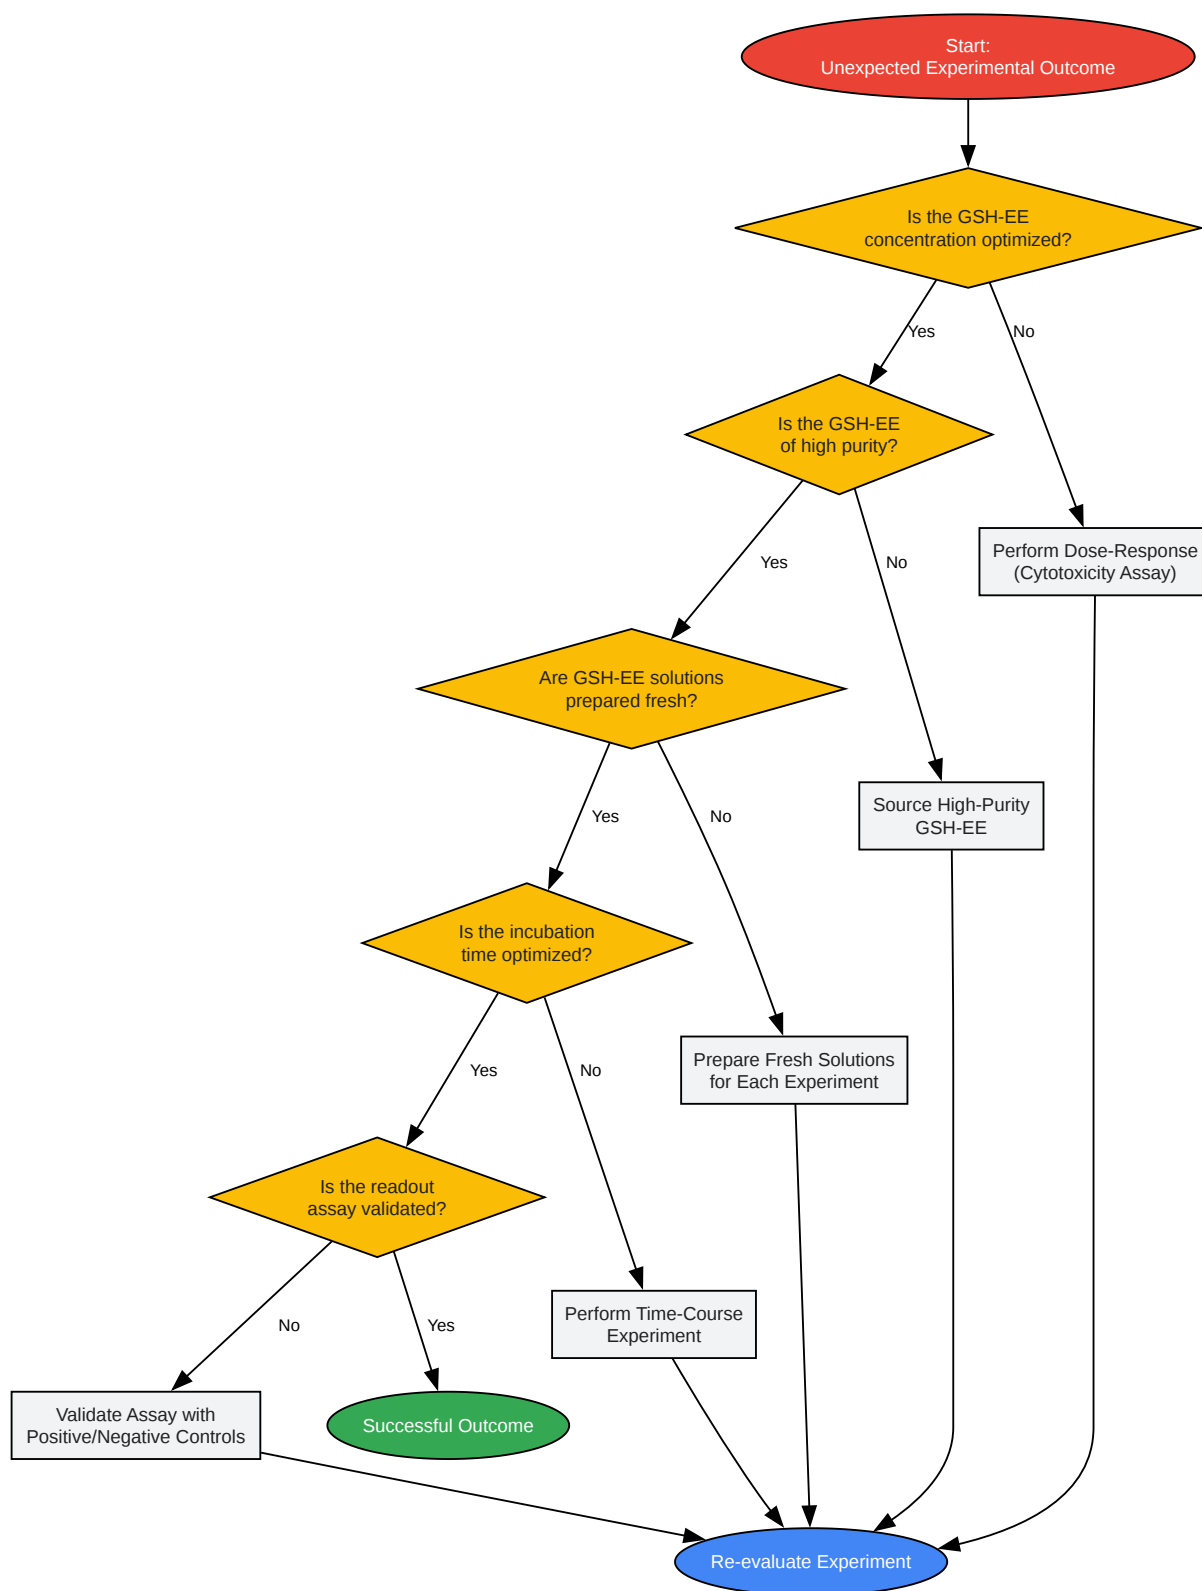 Start:
Unexpected Experimental Outcome
Is the GSH-EE
concentration optimized?
Yes
No
Is the GSH-EE
of high purity?
Perform Dose-Response
(Cytotoxicity Assay)
Yes
No
Are GSH-EE solutions
prepared fresh?
Source High-Purity
GSH-EE
Yes
No
Is the incubation
time optimized?
Prepare Fresh Solutions
for Each Experiment
Yes
No
Is the readout
assay validated?
Perform Time-Course
Experiment
No
Yes
Validate Assay with
Positive/Negative Controls
Successful Outcome
Re-evaluate Experiment